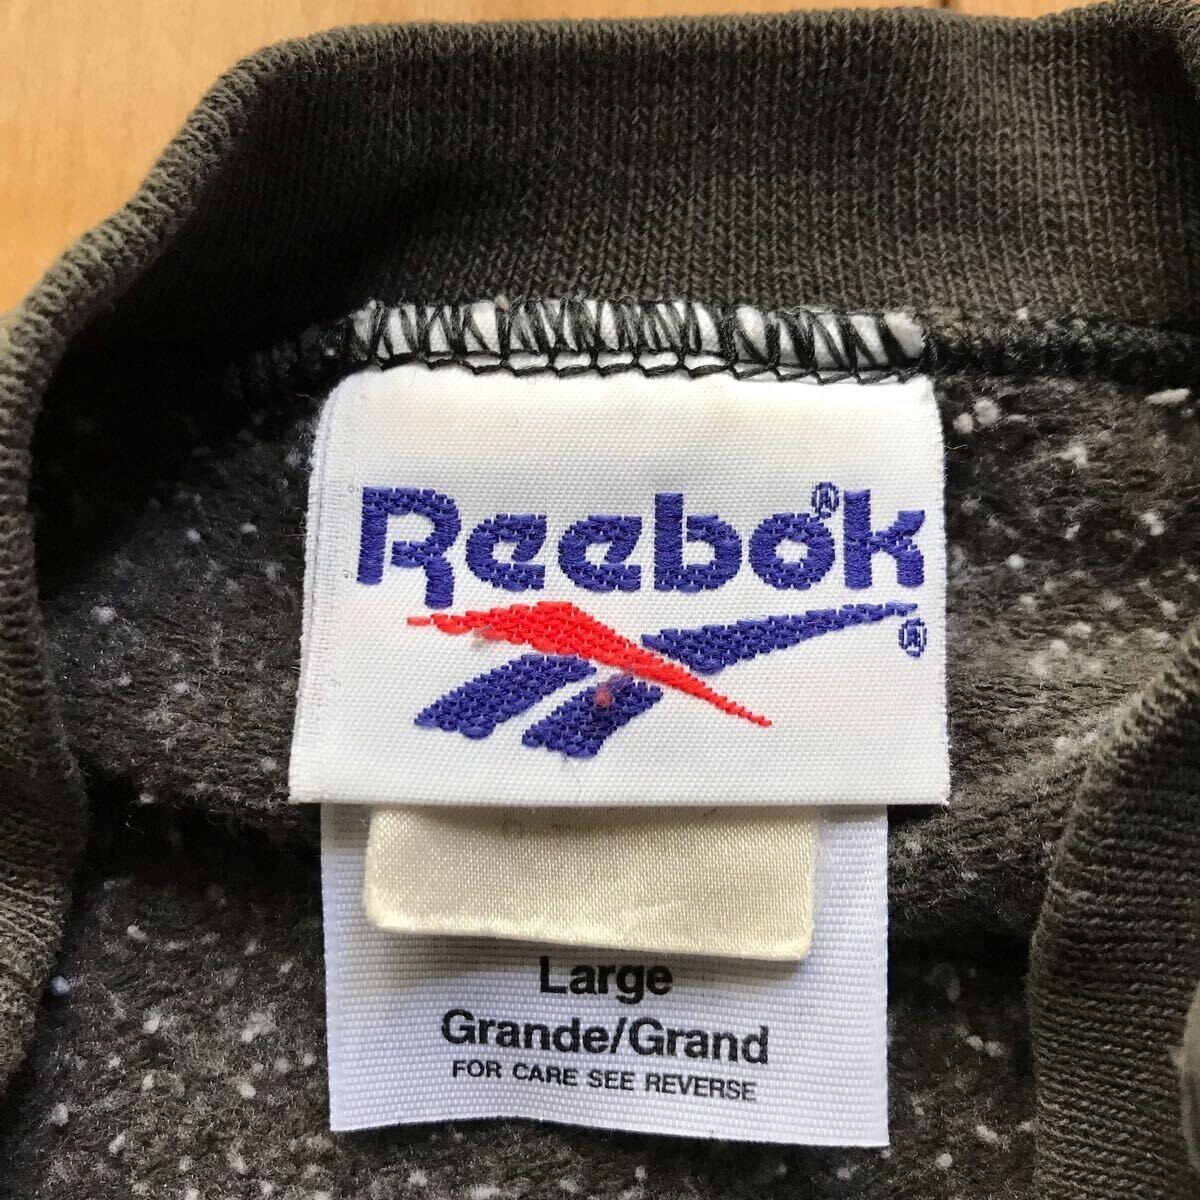 Reebok®
®
Large
Grande/Grand
FOR CARE SEE REVERSE